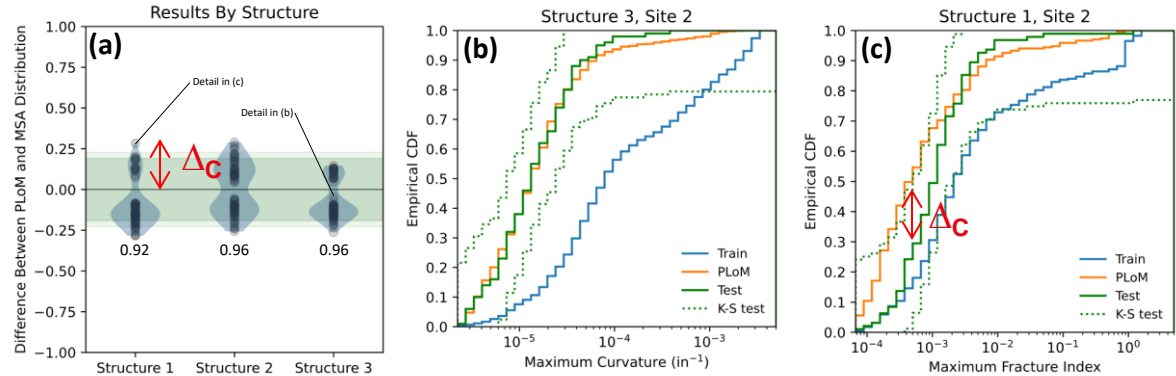 Results By Structure
(a)
Difference Between PLoM and MSA Distribution
1.00
0.75
0.50
0.25
0.00
−0.25
−0.50
−0.75
−1.00
Detail in (c)
Detail in (b)
Δc
0.92
0.96
0.96
Structure 1
Structure 2
Structure 3
Structure 3, Site 2
(b)
Empirical CDF
1.0
0.9
0.8
0.7
0.6
0.5
0.4
0.3
0.2
0.1
0.0
Train
PLoM
Test
K-S test
10⁻⁵
10⁻⁴
10⁻³
Maximum Curvature (in⁻¹)
Structure 1, Site 2
(c)
Empirical CDF
1.0
0.9
0.8
0.7
0.6
0.5
0.4
0.3
0.2
0.1
0.0
Δc
Train
PLoM
Test
K-S test
10⁻⁴
10⁻³
10⁻²
10⁻¹
10⁰
Maximum Fracture Index